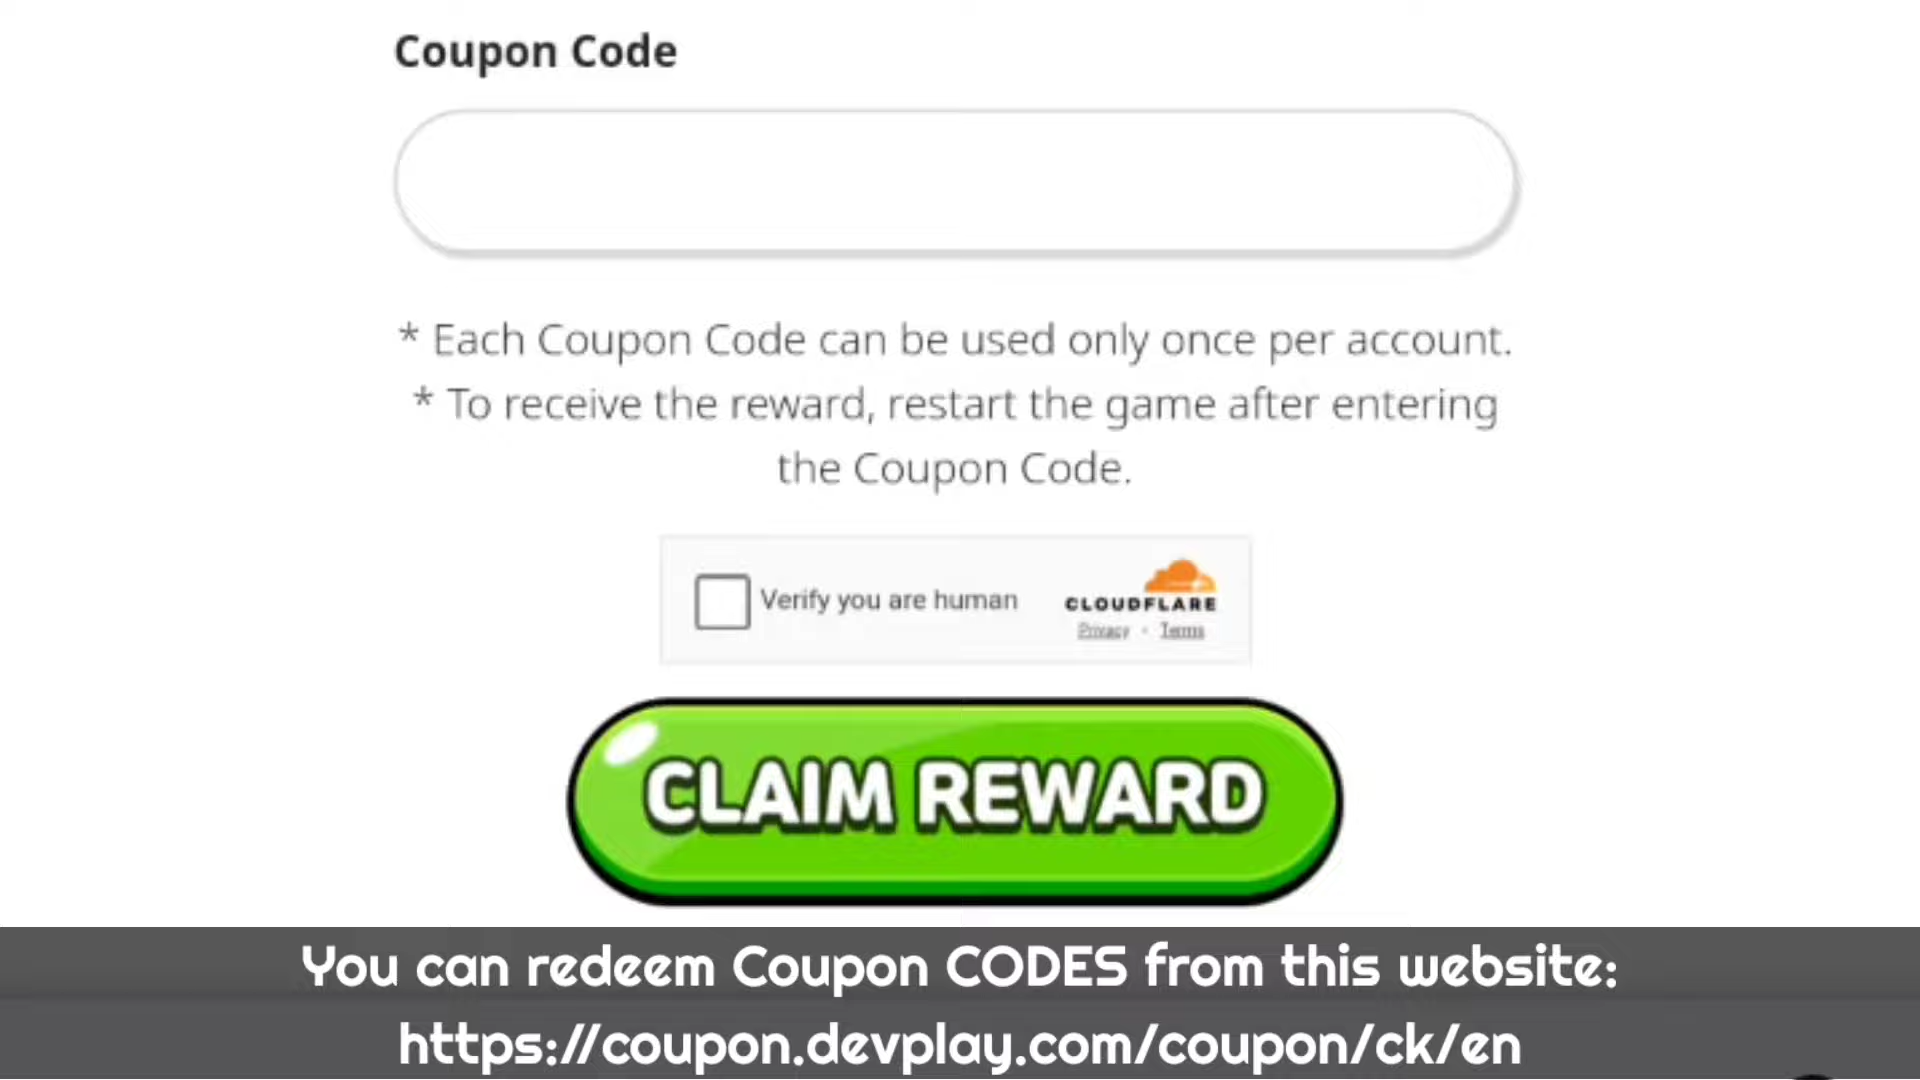 Coupon Code
* Each Coupon Code can be used only once per account.
* To receive the reward, restart the game after entering
the Coupon Code.
Verify you are human
CLOUDFLARE
Privacy • Terms
CLAIM REWARD
You can redeem Coupon CODES from this website:
https://coupon.devplay.com/coupon/ck/en